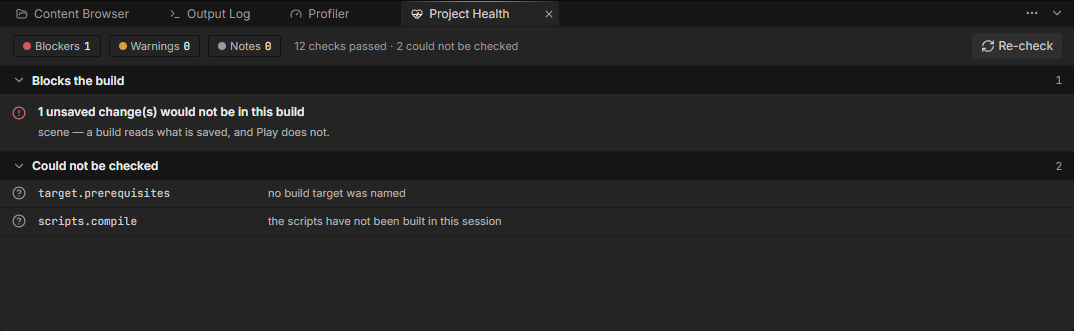 Content Browser Output Log Profiler Project Health
Blockers 1 Warnings 0 Notes 0 12 checks passed · 2 could not be checked Re-check
Blocks the build 1
1 unsaved change(s) would not be in this build
scene — a build reads what is saved, and Play does not.
Could not be checked 2
target.prerequisites no build target was named
scripts.compile the scripts have not been built in this session